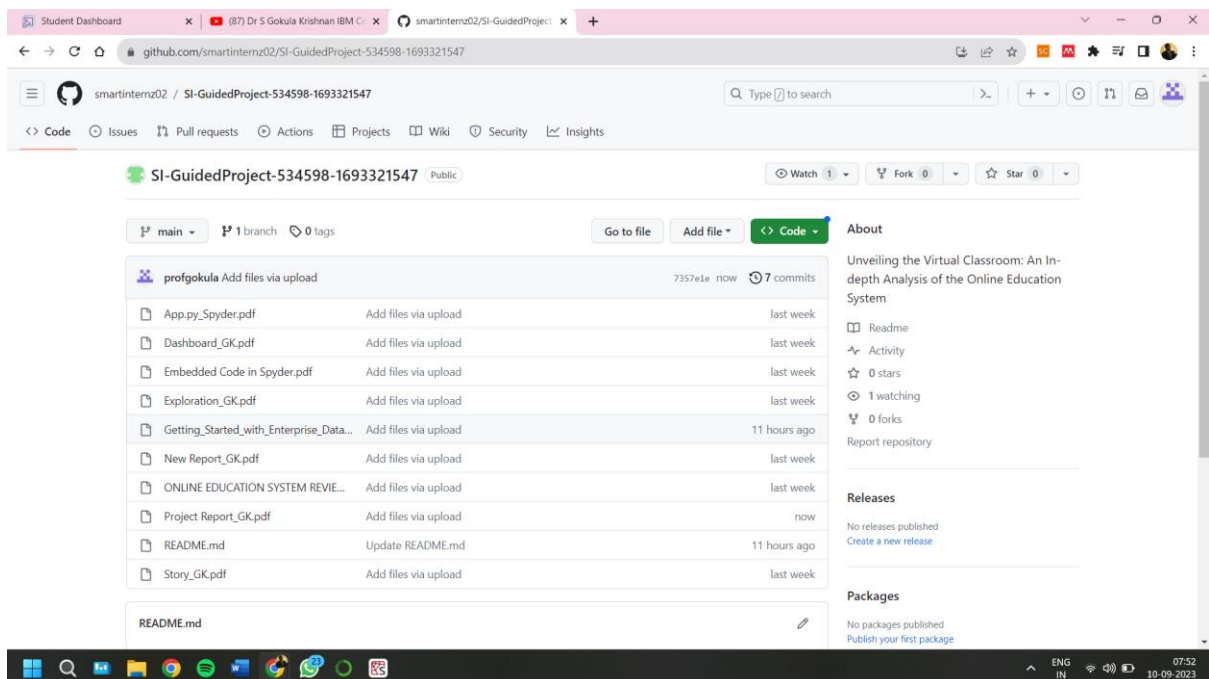 Student Dashboard
(87) Dr S Gokula Krishnan IBM C
smartinternz02/SI-GuidedProject
github.com/smartinternz02/SI-GuidedProject-534598-1693321547
smartinternz02 / SI-GuidedProject-534598-1693321547
Type / to search
<> Code Issues Pull requests Actions Projects Wiki Security Insights
SI-GuidedProject-534598-1693321547 Public
Watch 1 Fork 0 Star 0
main 1 branch 0 tags
Go to file Add file <> Code
About
Unveiling the Virtual Classroom: An In-
depth Analysis of the Online Education
System
Readme
Activity
0 stars
1 watching
0 forks
Report repository
profgokula Add files via upload 7357e1e now 7 commits
App.py_Spyder.pdf Add files via upload last week
Dashboard_GK.pdf Add files via upload last week
Embedded Code in Spyder.pdf Add files via upload last week
Exploration_GK.pdf Add files via upload last week
Getting_Started_with_Enterprise_Data... Add files via upload 11 hours ago
New Report_GK.pdf Add files via upload last week
ONLINE EDUCATION SYSTEM REVIE... Add files via upload last week
Project Report_GK.pdf Add files via upload now
README.md Update README.md 11 hours ago
Story_GK.pdf Add files via upload last week
Releases
No releases published
Create a new release
Packages
No packages published
Publish your first package
README.md
23
ENG
IN
07:52
10-09-2023